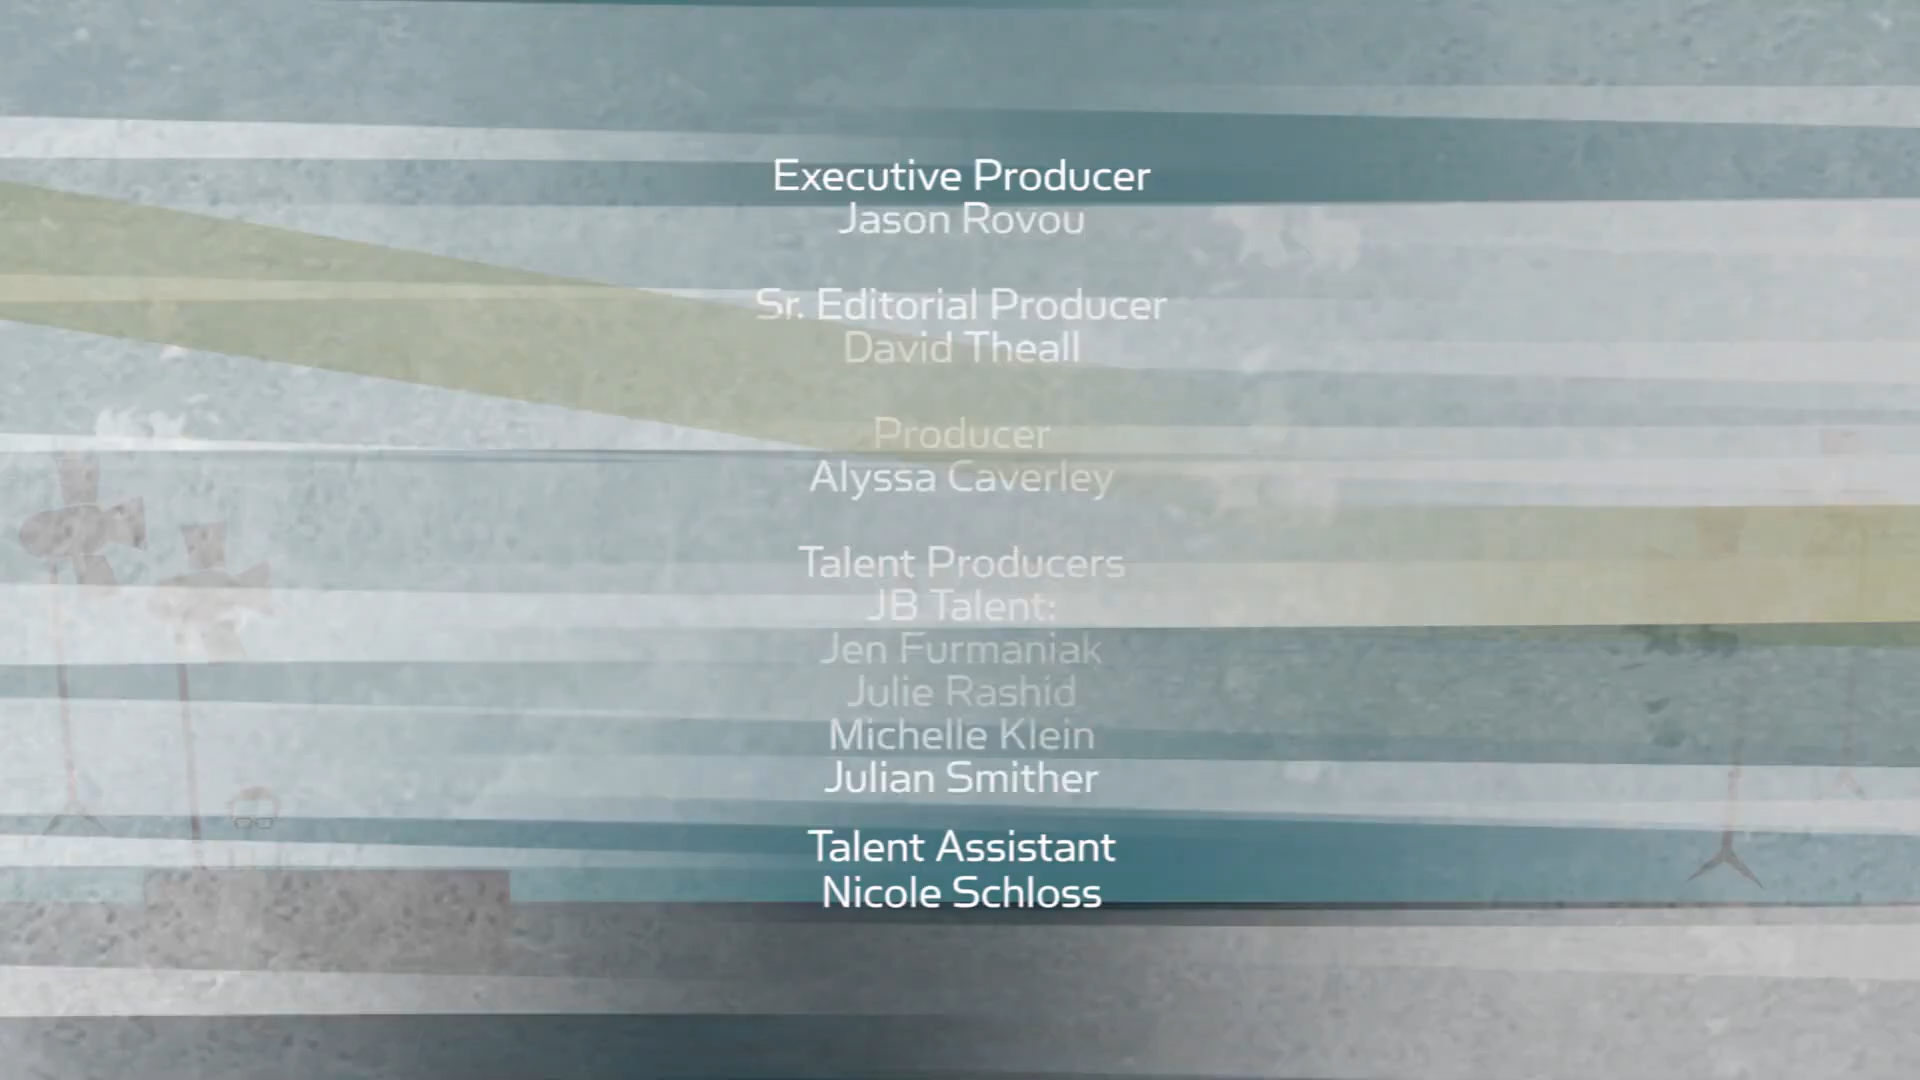 Executive Producer
Jason Rovou
Sr. Editorial Producer
David Theall
Producer
Alyssa Caverley
Talent Producers
JB Talent:
Jen Furmaniak
Julie Rashid
Michelle Klein
Julian Smither
Talent Assistant
Nicole Schloss